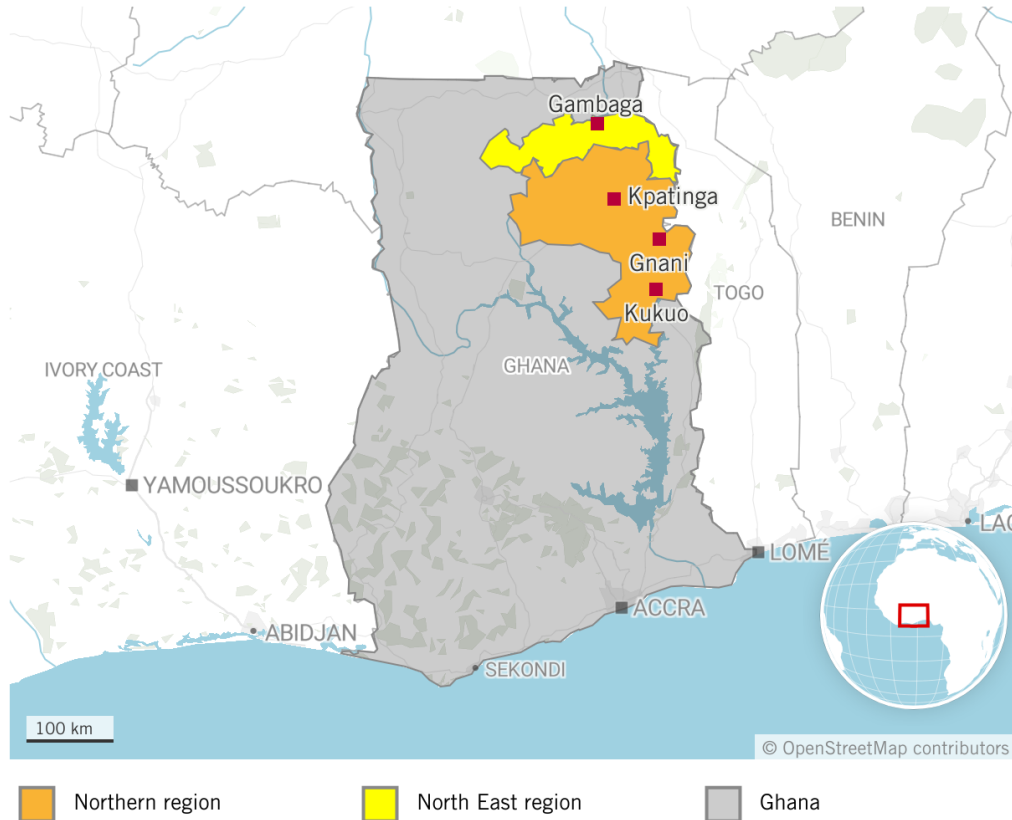 Gambaga
Kpatinga
BENIN
Gnani
TOGO
Kukuo
GHANA
IVORY COAST
YAMOUSSOUKRO
LAG
LOMÉ
ACCRA
ABIDJAN
SEKONDI
100 km
© OpenStreetMap contributors
Northern region
North East region
Ghana